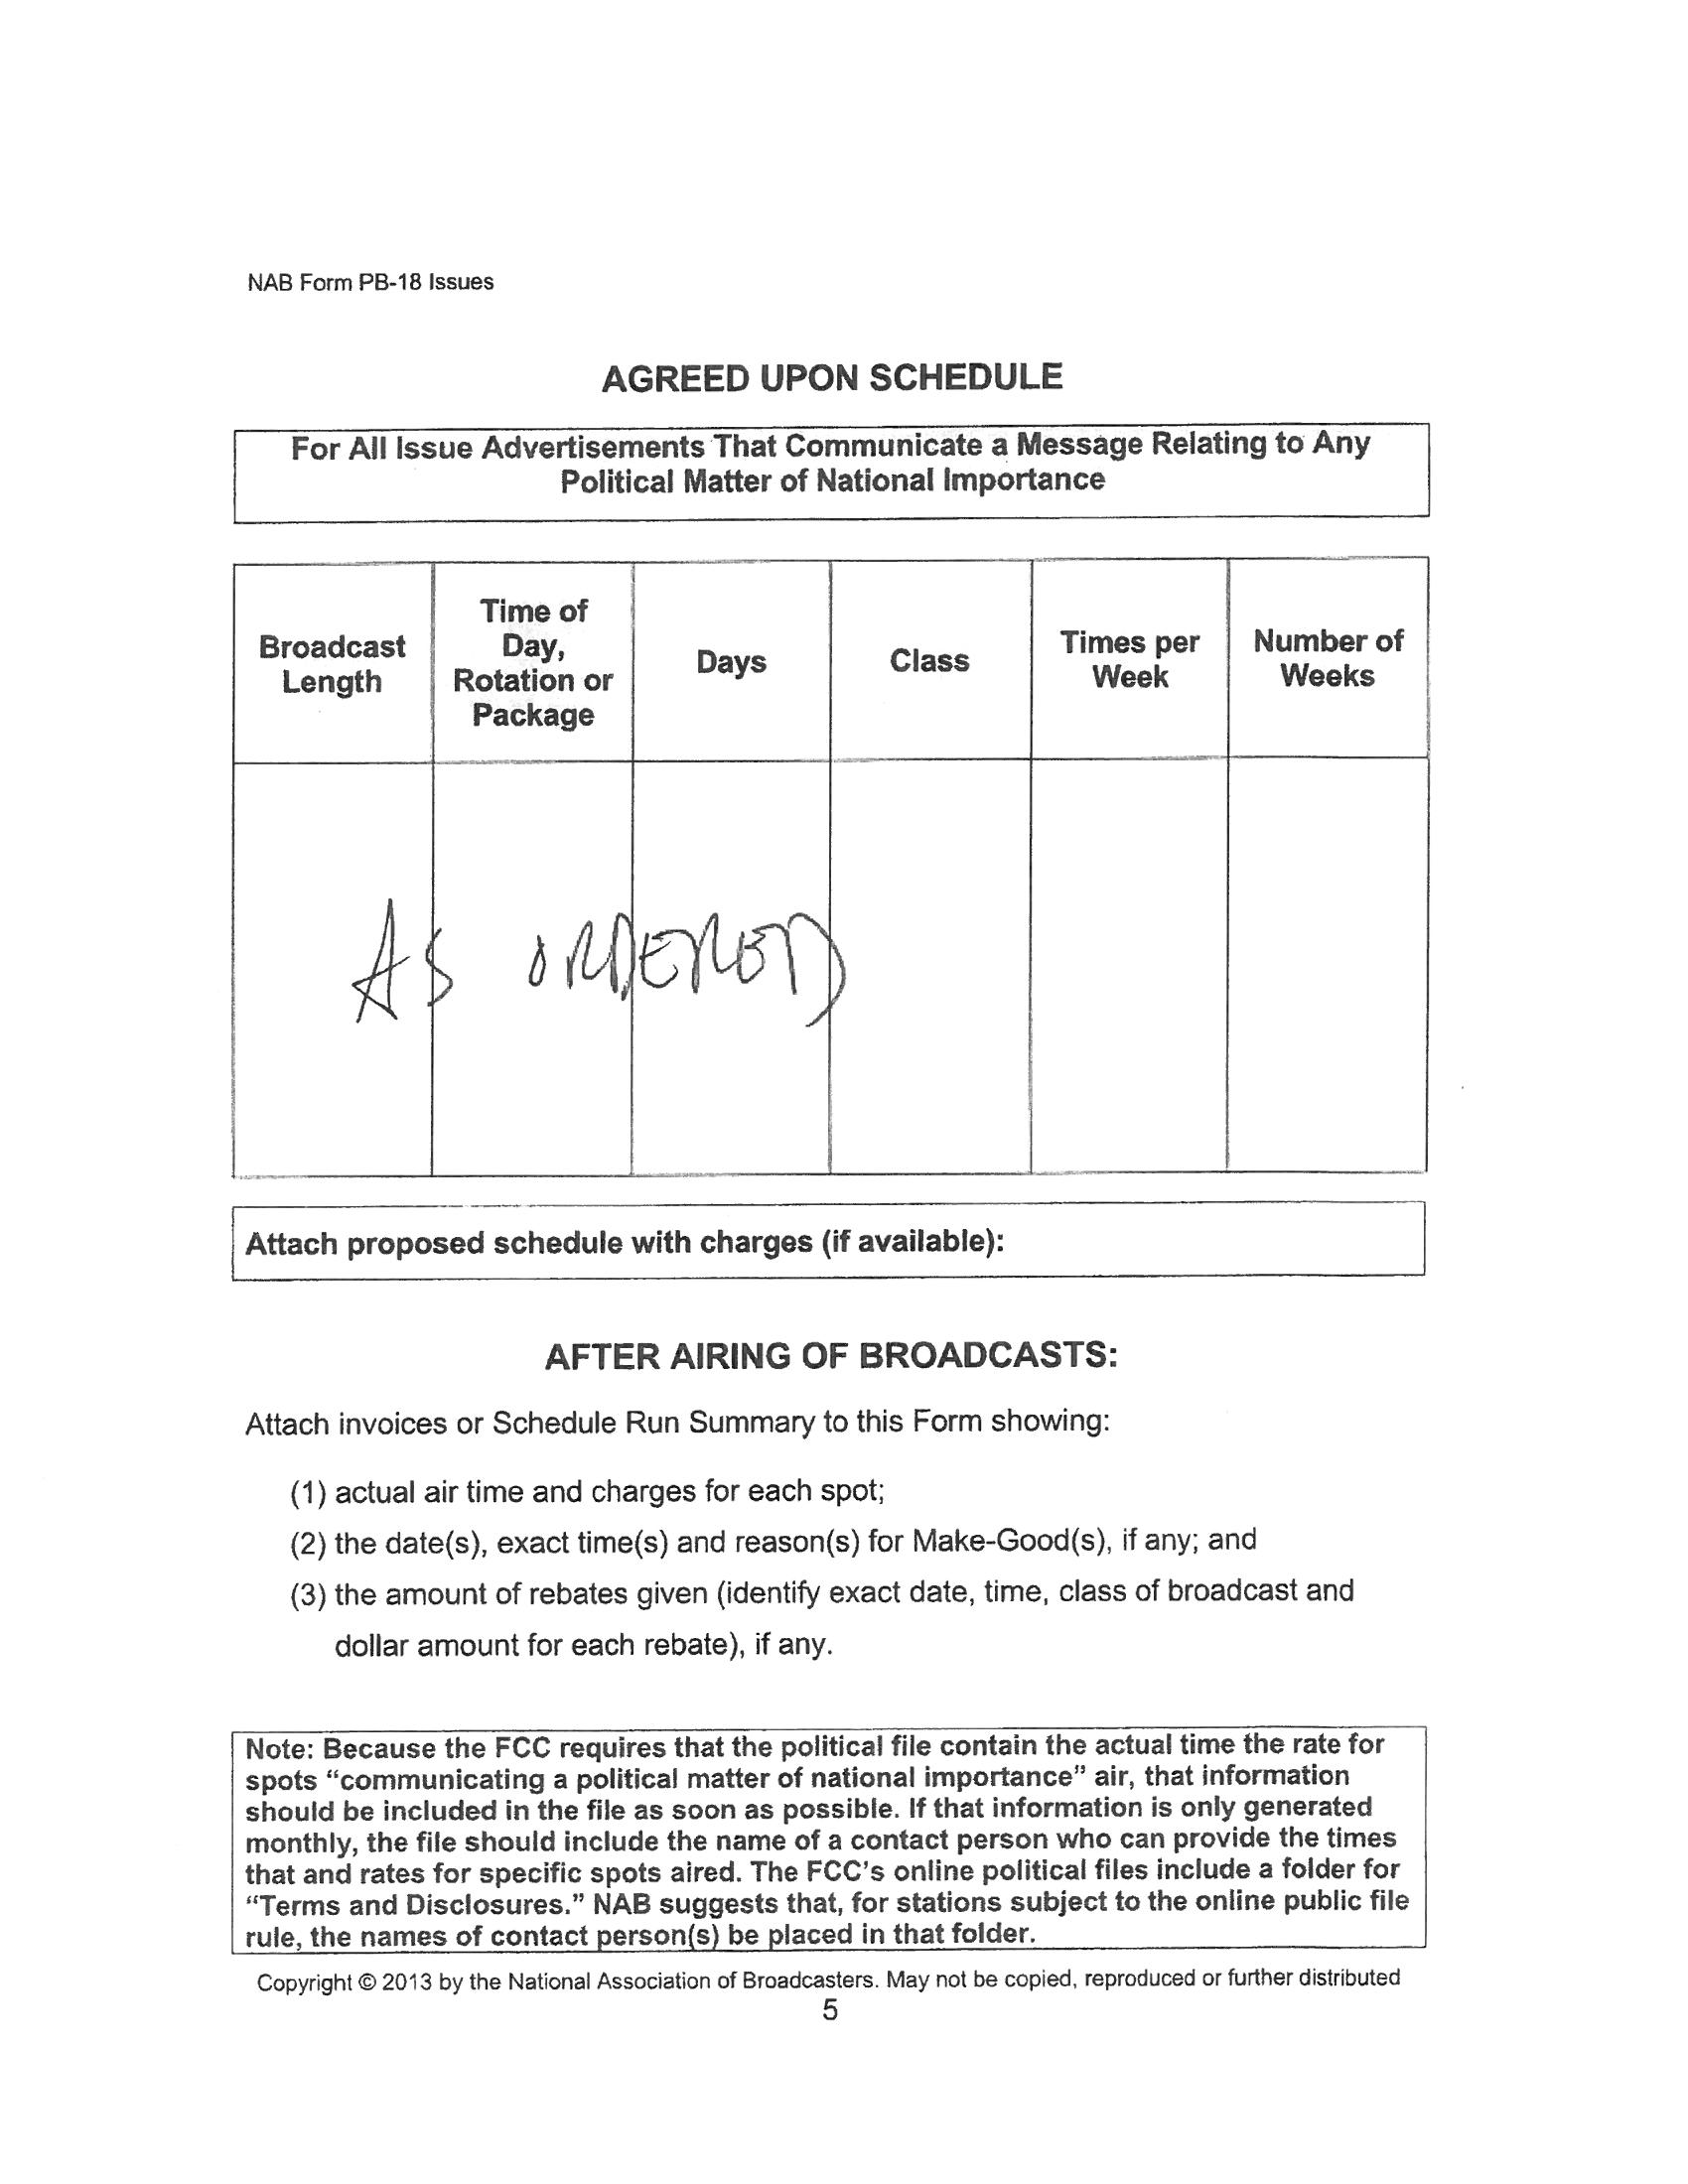 NAB Form PB-18 Issues
AGREED UPON SCHEDULE
For All Issue Advertisements That Communicate a Message Relating to Any
Political Matter of National Importance
Broadcast
Length
Time of
Day,
Rotation or
Package
Days
Class
Times per
Week
Number of
Weeks
AS ORDERED
Attach proposed schedule with charges (if available):
AFTER AIRING OF BROADCASTS:
Attach invoices or Schedule Run Summary to this Form showing:
(1) actual air time and charges for each spot;
(2) the date(s), exact time(s) and reason(s) for Make-Good(s), if any; and
(3) the amount of rebates given (identify exact date, time, class of broadcast and
dollar amount for each rebate), if any.
Note: Because the FCC requires that the political file contain the actual time the rate for
spots “communicating a political matter of national importance” air, that information
should be included in the file as soon as possible. If that information is only generated
monthly, the file should include the name of a contact person who can provide the times
that and rates for specific spots aired. The FCC’s online political files include a folder for
“Terms and Disclosures.” NAB suggests that, for stations subject to the online public file
rule, the names of contact person(s) be placed in that folder.
Copyright © 2013 by the National Association of Broadcasters. May not be copied, reproduced or further distributed
5